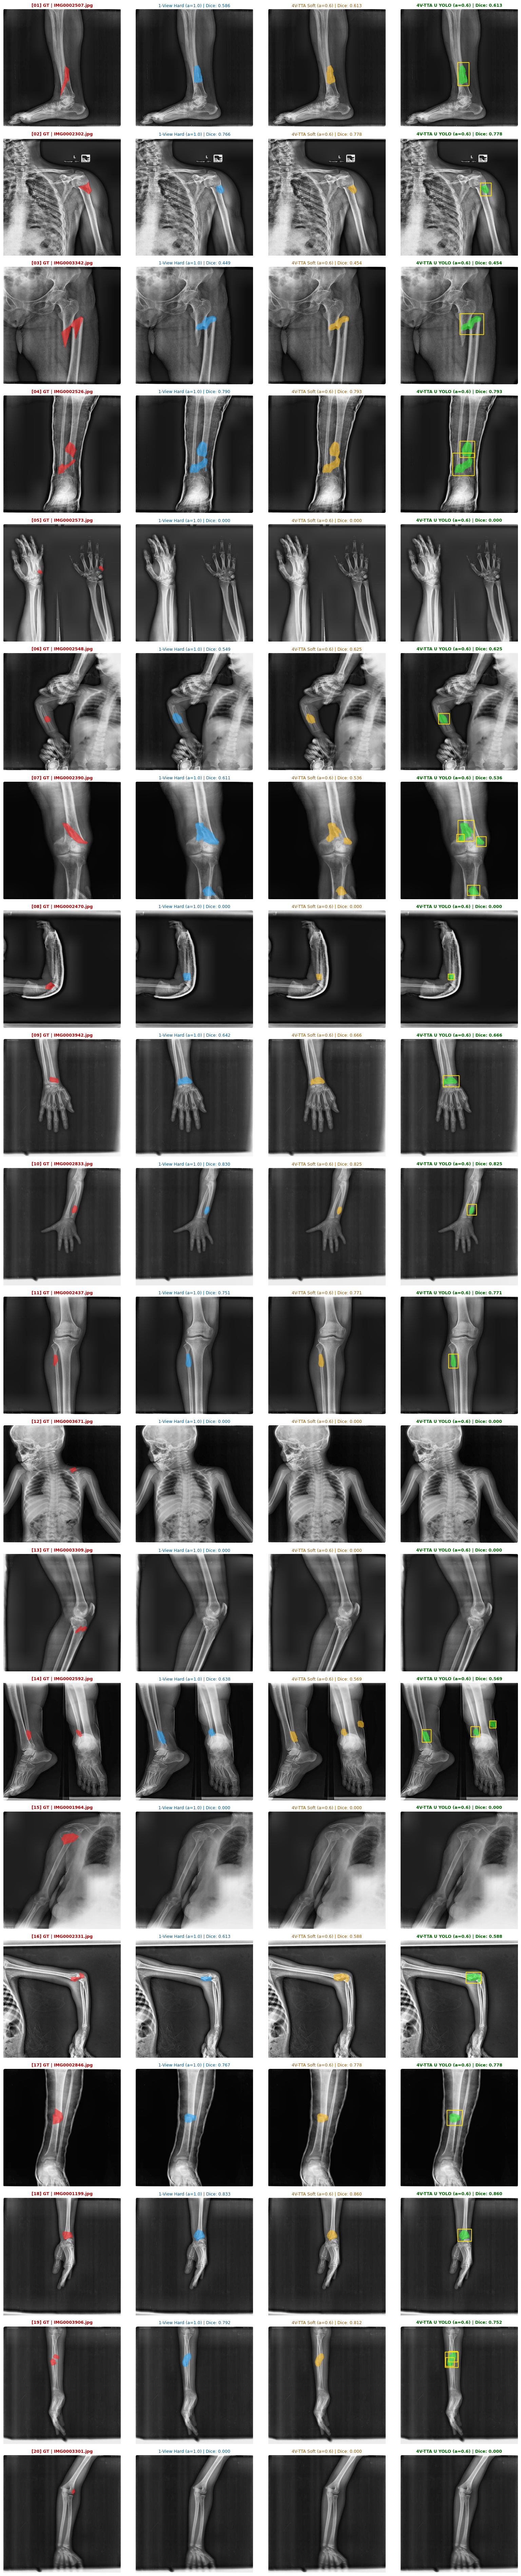 [01] GT | IMG0002507.jpg 1-View Hard (a=1.0) | Dice: 0.586 4V-TTA Soft (a=0.6) | Dice: 0.613 4V-TTA U YOLO (a=0.6) | Dice: 0.613
[02] GT | IMG0002302.jpg 1-View Hard (a=1.0) | Dice: 0.766 4V-TTA Soft (a=0.6) | Dice: 0.778 4V-TTA U YOLO (a=0.6) | Dice: 0.778
[03] GT | IMG0003342.jpg 1-View Hard (a=1.0) | Dice: 0.449 4V-TTA Soft (a=0.6) | Dice: 0.454 4V-TTA U YOLO (a=0.6) | Dice: 0.454
[04] GT | IMG0002526.jpg 1-View Hard (a=1.0) | Dice: 0.790 4V-TTA Soft (a=0.6) | Dice: 0.793 4V-TTA U YOLO (a=0.6) | Dice: 0.793
[05] GT | IMG0002573.jpg 1-View Hard (a=1.0) | Dice: 0.000 4V-TTA Soft (a=0.6) | Dice: 0.000 4V-TTA U YOLO (a=0.6) | Dice: 0.000
[06] GT | IMG0002548.jpg 1-View Hard (a=1.0) | Dice: 0.549 4V-TTA Soft (a=0.6) | Dice: 0.625 4V-TTA U YOLO (a=0.6) | Dice: 0.625
[07] GT | IMG0002390.jpg 1-View Hard (a=1.0) | Dice: 0.611 4V-TTA Soft (a=0.6) | Dice: 0.536 4V-TTA U YOLO (a=0.6) | Dice: 0.536
[08] GT | IMG0002470.jpg 1-View Hard (a=1.0) | Dice: 0.000 4V-TTA Soft (a=0.6) | Dice: 0.000 4V-TTA U YOLO (a=0.6) | Dice: 0.000
[09] GT | IMG0003942.jpg 1-View Hard (a=1.0) | Dice: 0.642 4V-TTA Soft (a=0.6) | Dice: 0.666 4V-TTA U YOLO (a=0.6) | Dice: 0.666
[10] GT | IMG0002833.jpg 1-View Hard (a=1.0) | Dice: 0.830 4V-TTA Soft (a=0.6) | Dice: 0.825 4V-TTA U YOLO (a=0.6) | Dice: 0.825
[11] GT | IMG0002437.jpg 1-View Hard (a=1.0) | Dice: 0.751 4V-TTA Soft (a=0.6) | Dice: 0.771 4V-TTA U YOLO (a=0.6) | Dice: 0.771
[12] GT | IMG0003671.jpg 1-View Hard (a=1.0) | Dice: 0.000 4V-TTA Soft (a=0.6) | Dice: 0.000 4V-TTA U YOLO (a=0.6) | Dice: 0.000
[13] GT | IMG0003309.jpg 1-View Hard (a=1.0) | Dice: 0.000 4V-TTA Soft (a=0.6) | Dice: 0.000 4V-TTA U YOLO (a=0.6) | Dice: 0.000
[14] GT | IMG0002592.jpg 1-View Hard (a=1.0) | Dice: 0.636 4V-TTA Soft (a=0.6) | Dice: 0.569 4V-TTA U YOLO (a=0.6) | Dice: 0.569
[15] GT | IMG0001964.jpg 1-View Hard (a=1.0) | Dice: 0.000 4V-TTA Soft (a=0.6) | Dice: 0.000 4V-TTA U YOLO (a=0.6) | Dice: 0.000
[16] GT | IMG0002331.jpg 1-View Hard (a=1.0) | Dice: 0.613 4V-TTA Soft (a=0.6) | Dice: 0.588 4V-TTA U YOLO (a=0.6) | Dice: 0.588
[17] GT | IMG0002846.jpg 1-View Hard (a=1.0) | Dice: 0.767 4V-TTA Soft (a=0.6) | Dice: 0.778 4V-TTA U YOLO (a=0.6) | Dice: 0.778
[18] GT | IMG0001199.jpg 1-View Hard (a=1.0) | Dice: 0.833 4V-TTA Soft (a=0.6) | Dice: 0.860 4V-TTA U YOLO (a=0.6) | Dice: 0.860
[19] GT | IMG0003906.jpg 1-View Hard (a=1.0) | Dice: 0.792 4V-TTA Soft (a=0.6) | Dice: 0.812 4V-TTA U YOLO (a=0.6) | Dice: 0.752
[20] GT | IMG0003301.jpg 1-View Hard (a=1.0) | Dice: 0.000 4V-TTA Soft (a=0.6) | Dice: 0.000 4V-TTA U YOLO (a=0.6) | Dice: 0.000